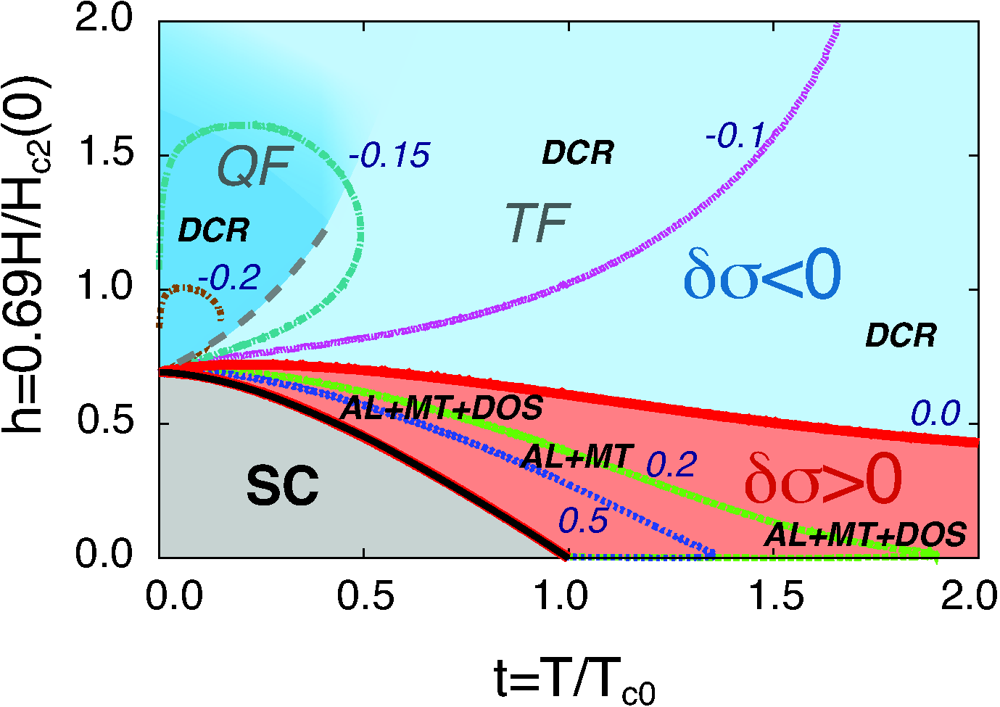 h=0.69H/Hc2(0)
2.0
1.5
1.0
0.5
0.0
QF
-0.15
DCR
-0.1
DCR
TF
-0.2
δσ<0
DCR
0.0
AL+MT+DOS
AL+MT
0.2
δσ>0
SC
0.5
AL+MT+DOS
0.0 0.5 1.0 1.5 2.0
t=T/Tc0